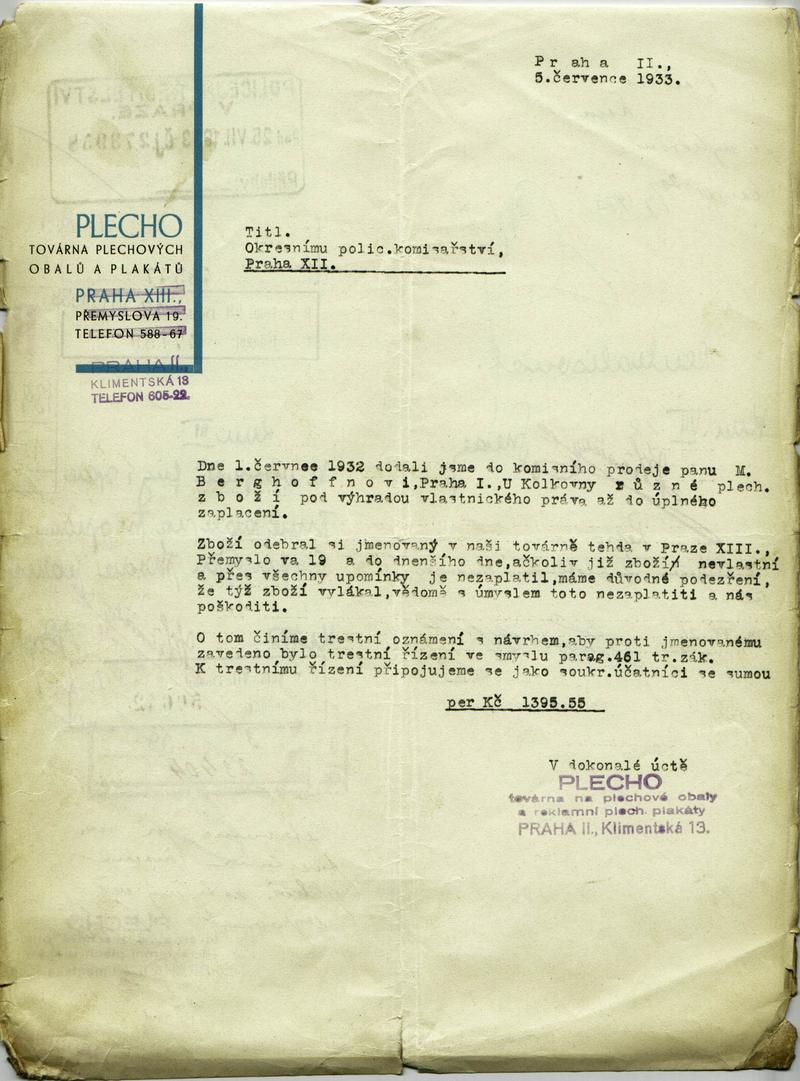 Praha II.,
5.července 1933.
PLECHO
TOVÁRNA PLECHOVÝCH
OBALŮ A PLAKÁTŮ
PRAHA XIII.,
PŘEMYSLOVA 19.
TELEFON 588-67
PRAHA II.,
KLIMENTSKÁ 13
TELEFON 605-22.
Titl.
Okresnímu polic.komisařství,
Praha XII.
Dne 1.červnee 1932 dodali jsme do komisního prodeje panu M.
B e r g h o f f n o v i,Praha I.,U Kolkovny r ů z n é plech.
z b o ž í pod výhradou vlastnického práva až do úplného
zaplacení.
Zboží odebral si jmenovaný v naši továrně tehda v Praze XIII.,
Přemyslo va 19 a do dnenšího dne,ačkoliv již zboží nevlastní
a přes všechny upomínky je nezaplatil,máme důvodné podezření,
že týž zboží vylákal,vědomě s úmyslem toto nezaplatiti a nás
poškoditi.
O tom činíme trestní oznámení s návrhem,aby proti jmenovanému
zavedeno bylo trestní řízení ve smyslu parag.461 tr.zák.
K trestnímu řízení připojujeme se jako soukr.účatníci se sumou
per Kč 1395.55
V dokonalé úctě
PLECHO
továrna na plechové obaly
a reklamní plech. plakáty
PRAHA II., Klimentská 13.